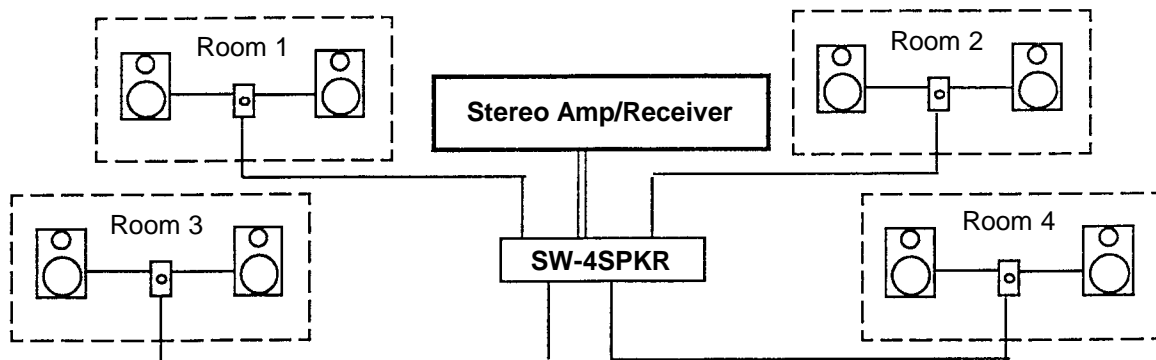 Room 1
Room 2
Stereo Amp/Receiver
Room 3
Room 4
SW-4SPKR